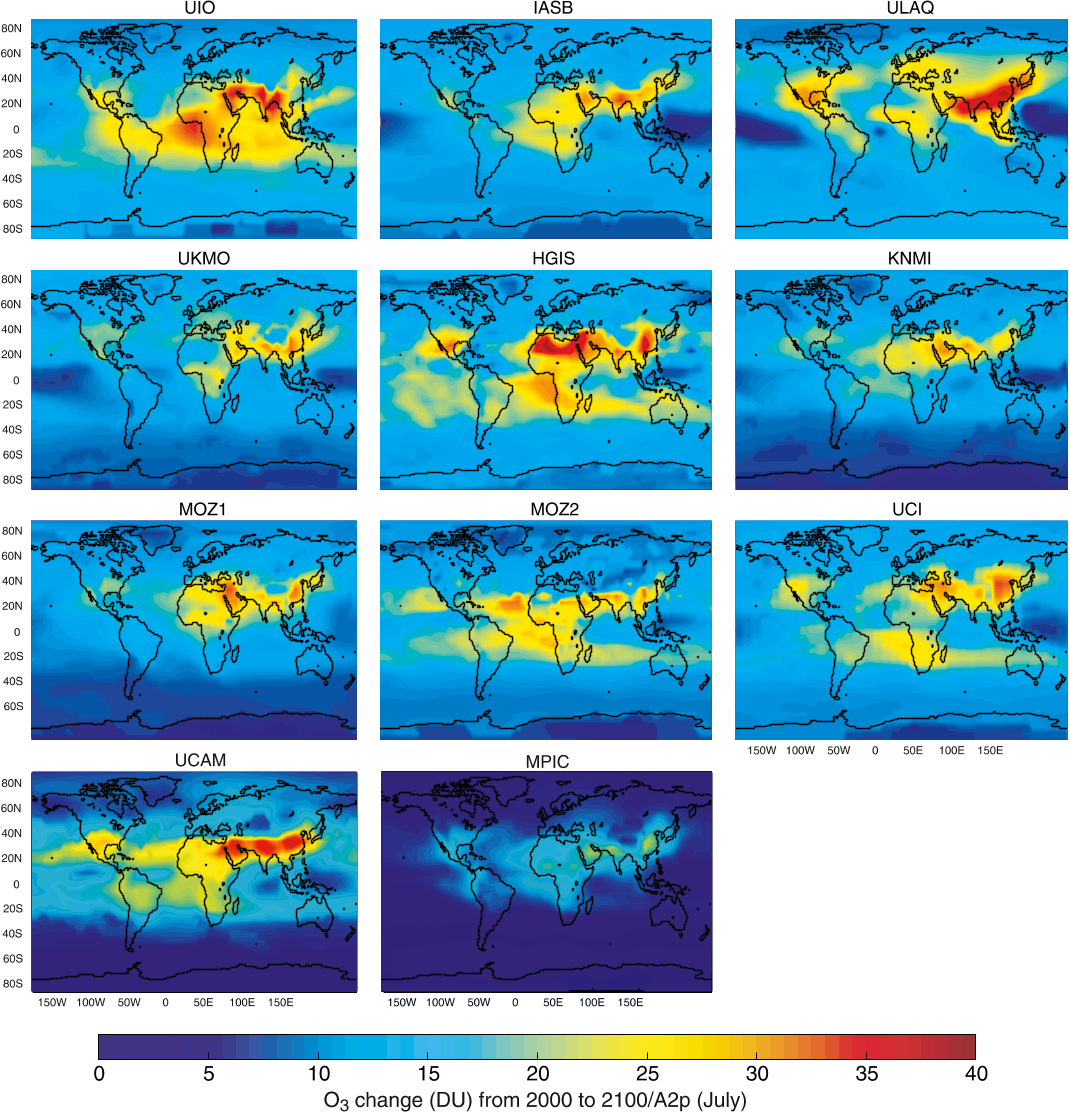 UIO IASB ULAQ
80N
60N
40N
20N
0
20S
40S
60S
80S
UKMO HGIS KNMI
80N
60N
40N
20N
0
20S
40S
60S
80S
MOZ1 MOZ2 UCI
80N
60N
40N
20N
0
20S
40S
60S
150W 100W 50W 0 50E 100E 150E
UCAM MPIC
80N
60N
40N
20N
0
20S
40S
60S
80S
150W 100W 50W 0 50E 100E 150E 150W 100W 50W 0 50E 100E 150E
0 5 10 15 20 25 30 35 40
O3 change (DU) from 2000 to 2100/A2p (July)